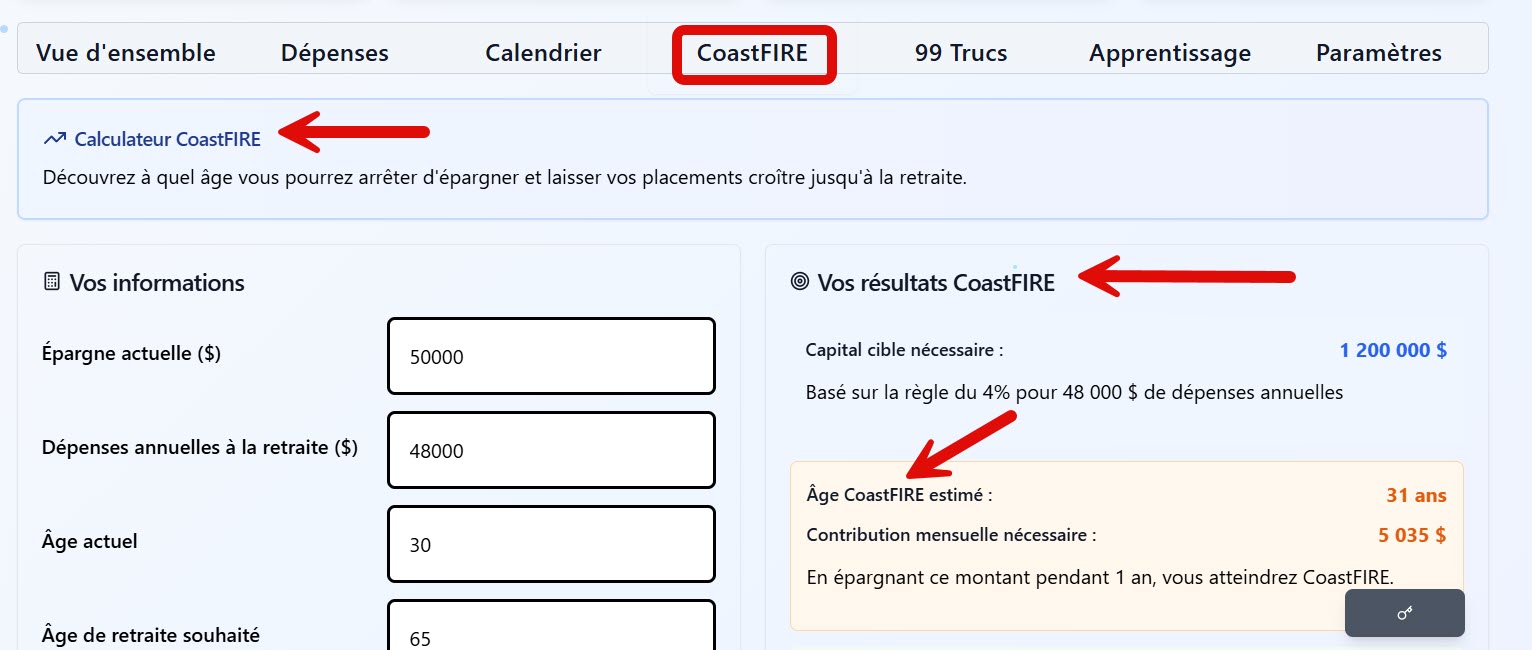 Vue d'ensemble Dépenses Calendrier CoastFIRE 99 Trucs Apprentissage Paramètres
Calculateur CoastFIRE
Découvrez à quel âge vous pourrez arrêter d'épargner et laisser vos placements croître jusqu'à la retraite.
Vos informations
Épargne actuelle ($) 50000
Dépenses annuelles à la retraite ($) 48000
Âge actuel 30
Âge de retraite souhaité 65
Vos résultats CoastFIRE
Capital cible nécessaire : 1 200 000 $
Basé sur la règle du 4% pour 48 000 $ de dépenses annuelles
Âge CoastFIRE estimé : 31 ans
Contribution mensuelle nécessaire : 5 035 $
En épargnant ce montant pendant 1 an, vous atteindrez CoastFIRE.